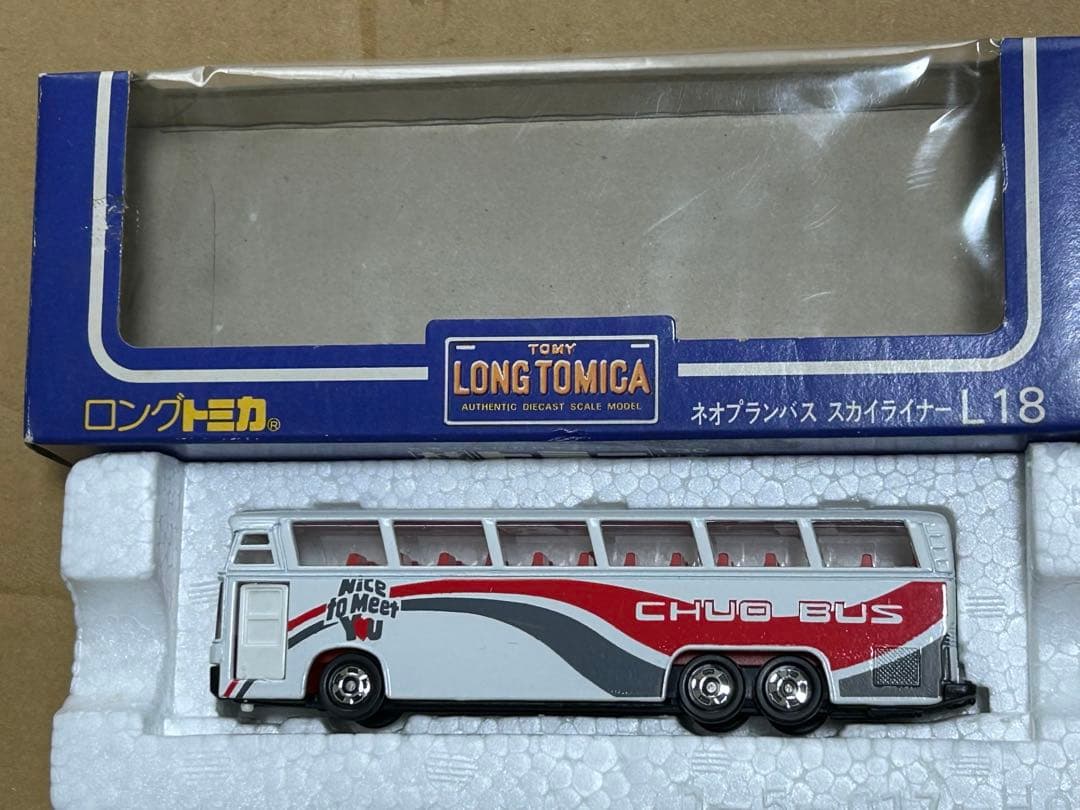 TOMY
LONG TOMICA
AUTHENTIC DIECAST SCALE MODEL
ロングトミカ®
ネオプランバス スカイライナー L18
Nice
to Meet
YOU
CHUO BUS